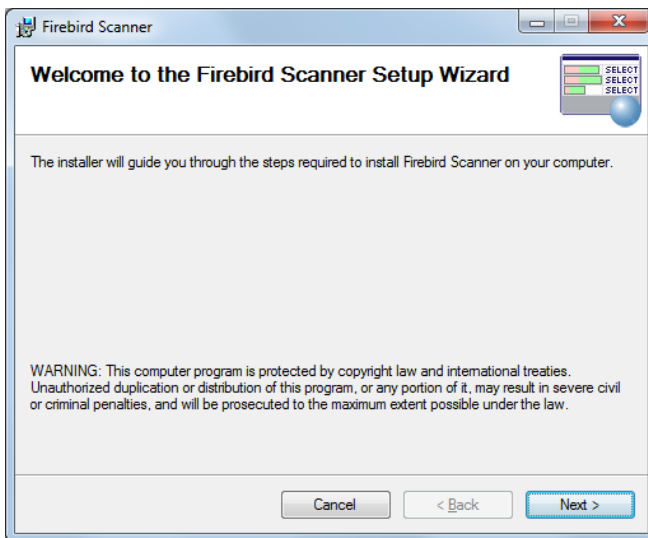 Firebird Scanner
Welcome to the Firebird Scanner Setup Wizard
SELECT
SELECT
SELECT
The installer will guide you through the steps required to install Firebird Scanner on your computer.
WARNING: This computer program is protected by copyright law and international treaties.
Unauthorized duplication or distribution of this program, or any portion of it, may result in severe civil
or criminal penalties, and will be prosecuted to the maximum extent possible under the law.
Cancel
< Back
Next >